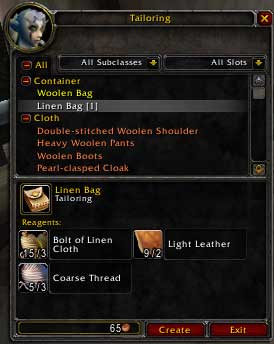 Tailoring
All
All Subclasses
All Slots
Container
Woolen Bag
Linen Bag [1]
Cloth
Double-stitched Woolen Shoulder
Heavy Woolen Pants
Woolen Boots
Pearl-clasped Cloak
Linen Bag
Tailoring
Reagents:
Bolt of Linen
Cloth
15/3
Light Leather
9/2
Coarse Thread
5/3
65
Create
Exit